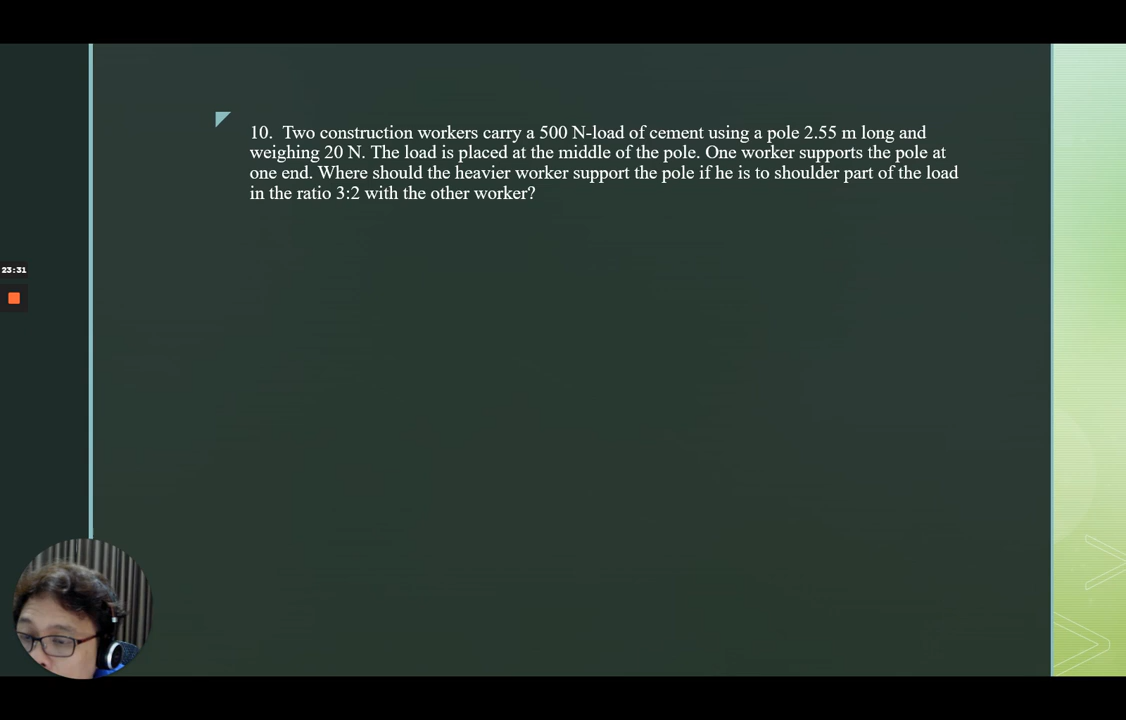 10. Two construction workers carry a 500 N-load of cement using a pole 2.55 m long and
weighing 20 N. The load is placed at the middle of the pole. One worker supports the pole at
one end. Where should the heavier worker support the pole if he is to shoulder part of the load
in the ratio 3:2 with the other worker?
23:31